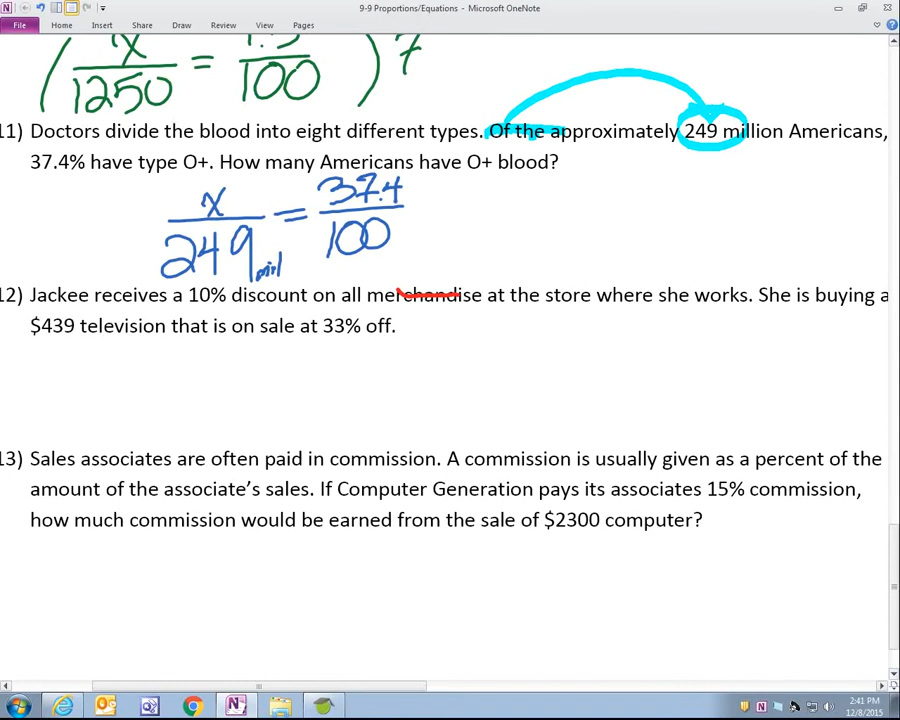 9-9 Proportions/Equations - Microsoft OneNote
File Home Insert Share Draw Review View Pages
( x/1250 = 1.5/100 ) 7
11) Doctors divide the blood into eight different types. Of the approximately 249 million Americans,
37.4% have type O+. How many Americans have O+ blood?
x/249 mil = 37.4/100
12) Jackee receives a 10% discount on all merchandise at the store where she works. She is buying a
$439 television that is on sale at 33% off.
13) Sales associates are often paid in commission. A commission is usually given as a percent of the
amount of the associate's sales. If Computer Generation pays its associates 15% commission,
how much commission would be earned from the sale of $2300 computer?
2:41 PM
12/8/2015